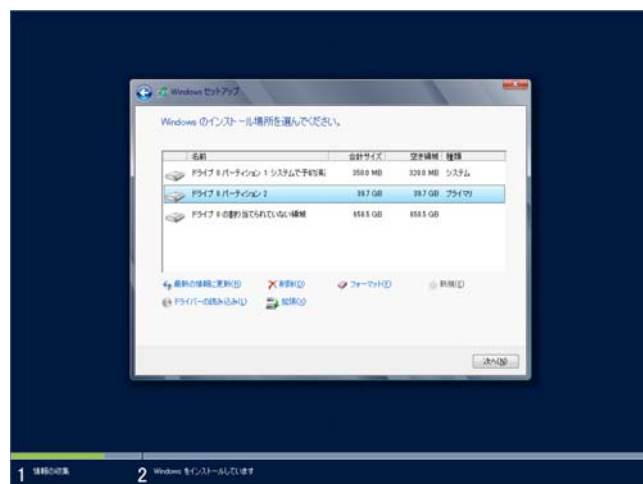 Windows セットアップ
Windows のインストール場所を選んでください。
名前 合計サイズ 空き領域 種類
ドライブ 0 パーティション 1: システムで予約済 350.0 MB 320.0 MB システム
ドライブ 0 パーティション 2 39.7 GB 39.7 GB プライマリ
ドライブ 0 の割り当てられていない領域 658.5 GB 658.5 GB
最新の情報に更新(R) 削除(D) フォーマット(F) 新規(E)
ドライバーの読み込み(L) 拡張(X)
次へ(N)
1 情報の収集 2 Windows をインストールしています